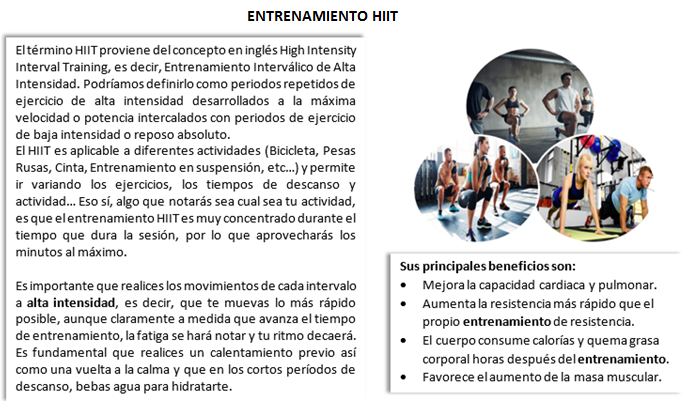 ENTRENAMIENTO HIIT
El término HIIT proviene del concepto en inglés High Intensity
Interval Training, es decir, Entrenamiento Interválico de Alta
Intensidad. Podríamos definirlo como periodos repetidos de
ejercicio de alta intensidad desarrollados a la máxima
velocidad o potencia intercalados con periodos de ejercicio
de baja intensidad o reposo absoluto.
El HIIT es aplicable a diferentes actividades (Bicicleta, Pesas
Rusas, Cinta, Entrenamiento en suspensión, etc...) y permite
ir variando los ejercicios, los tiempos de descanso y
actividad... Eso sí, algo que notarás sea cual sea tu actividad,
es que el entrenamiento HIIT es muy concentrado durante el
tiempo que dura la sesión, por lo que aprovecharás los
minutos al máximo.
Es importante que realices los movimientos de cada intervalo
a alta intensidad, es decir, que te muevas lo más rápido
posible, aunque claramente a medida que avanza el tiempo
de entrenamiento, la fatiga se hará notar y tu ritmo decaerá.
Es fundamental que realices un calentamiento previo así
como una vuelta a la calma y que en los cortos períodos de
descanso, bebas agua para hidratarte.
Sus principales beneficios son:
• Mejora la capacidad cardiaca y pulmonar.
• Aumenta la resistencia más rápido que el
propio entrenamiento de resistencia.
• El cuerpo consume calorías y quema grasa
corporal horas después del entrenamiento.
• Favorece el aumento de la masa muscular.